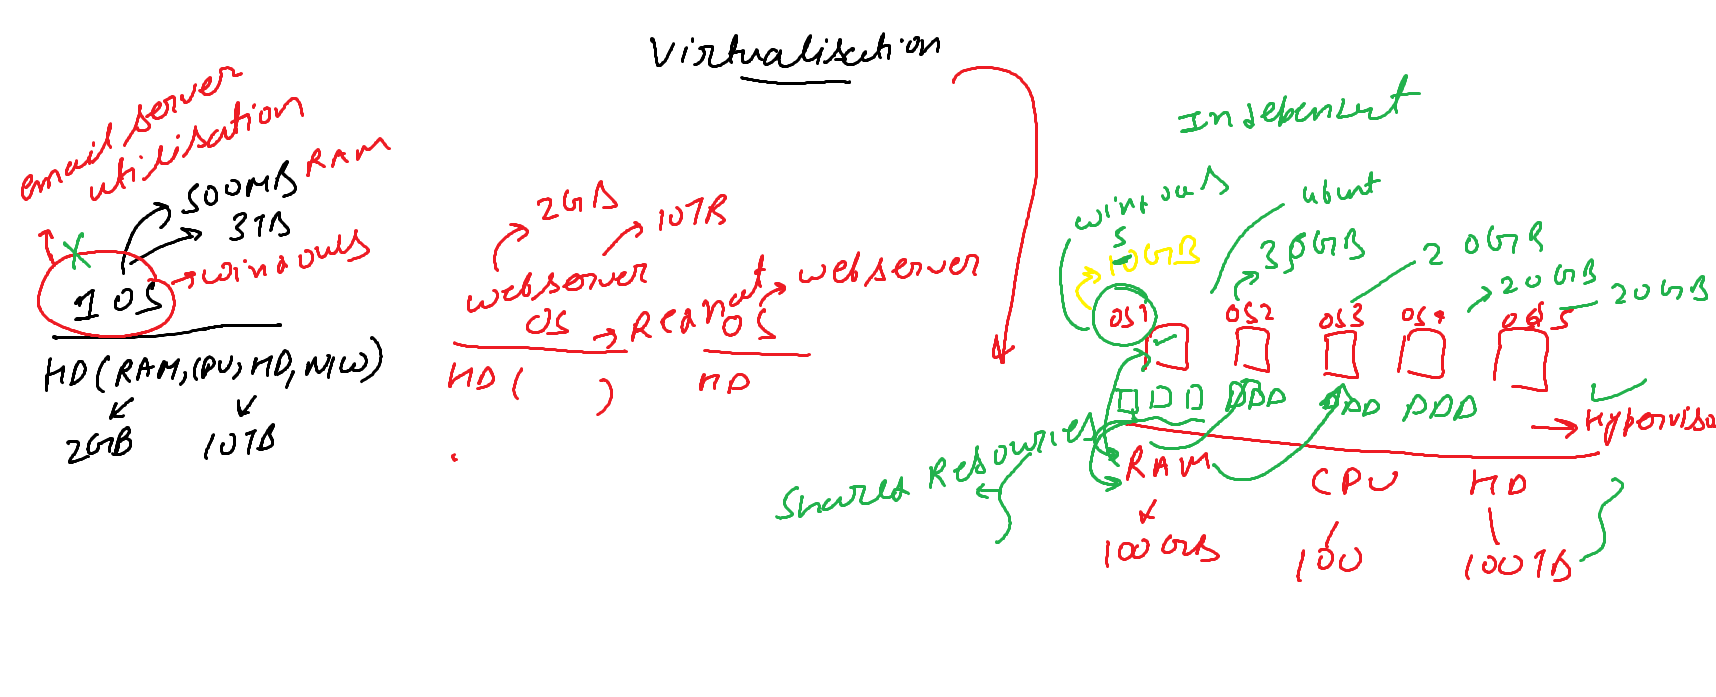 Virtualisation
email server
utilisation
500MB RAM
3TB
1 OS
windows
HD (RAM, CPU, HD, N/W)
2GB
10TB
2GB
10TB
webserver
OS
HD ( )
webserver
OS
HD
Independent
windows
ubunt
5
10GB
30GB
20GB
20GB
20GB
OS1
OS2
OS3
OS4
OS5
Hyperviso
Shared Resources
RAM
CPU
HD
100GB
100
100TB